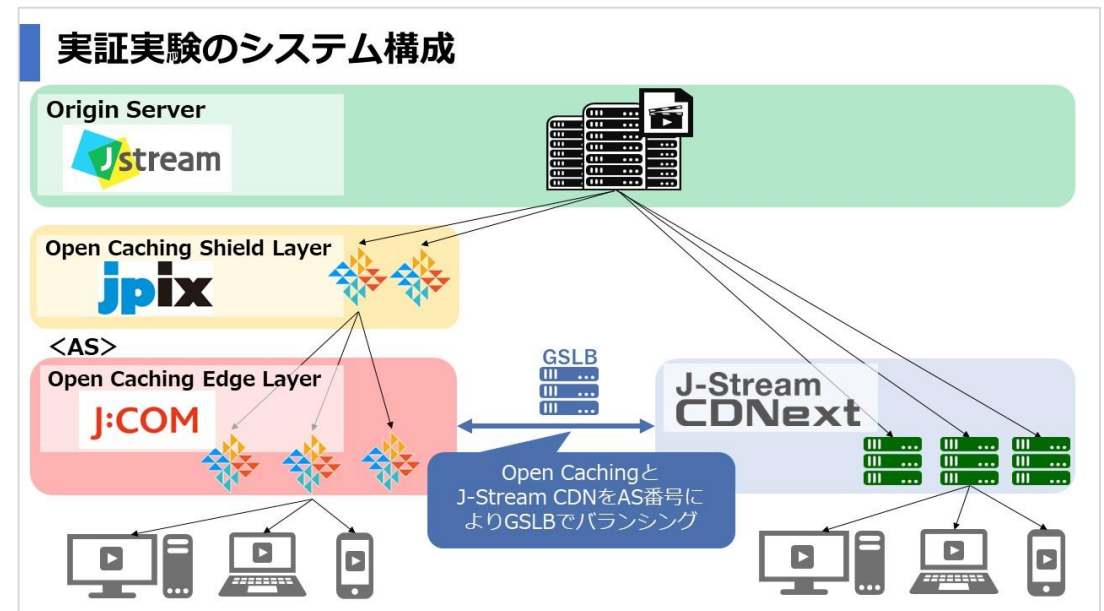 実証実験のシステム構成
Origin Server
Jstream
Open Caching Shield Layer
jpix
<AS>
Open Caching Edge Layer
J:COM
GSLB
J-Stream
CDNext
Open Cachingと
J-Stream CDNをAS番号に
よりGSLBでバランシング